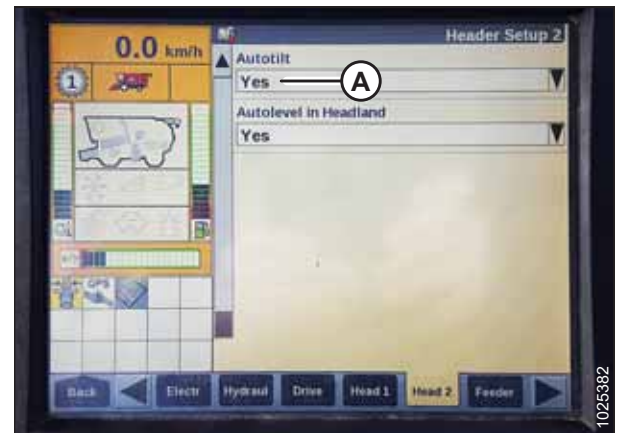 0.0 km/h
Header Setup 2
Autotilt
Yes
A
Autolevel in Headland
Yes
1
GPS
Back
Electr
Hydraul
Drive
Head 1
Head 2
Feeder
1025382